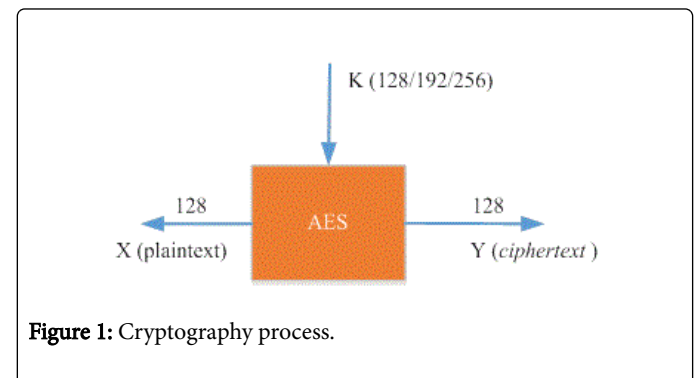 K (128/192/256)
128
AES
128
X (plaintext)
Y (ciphertext )
Figure 1: Cryptography process.